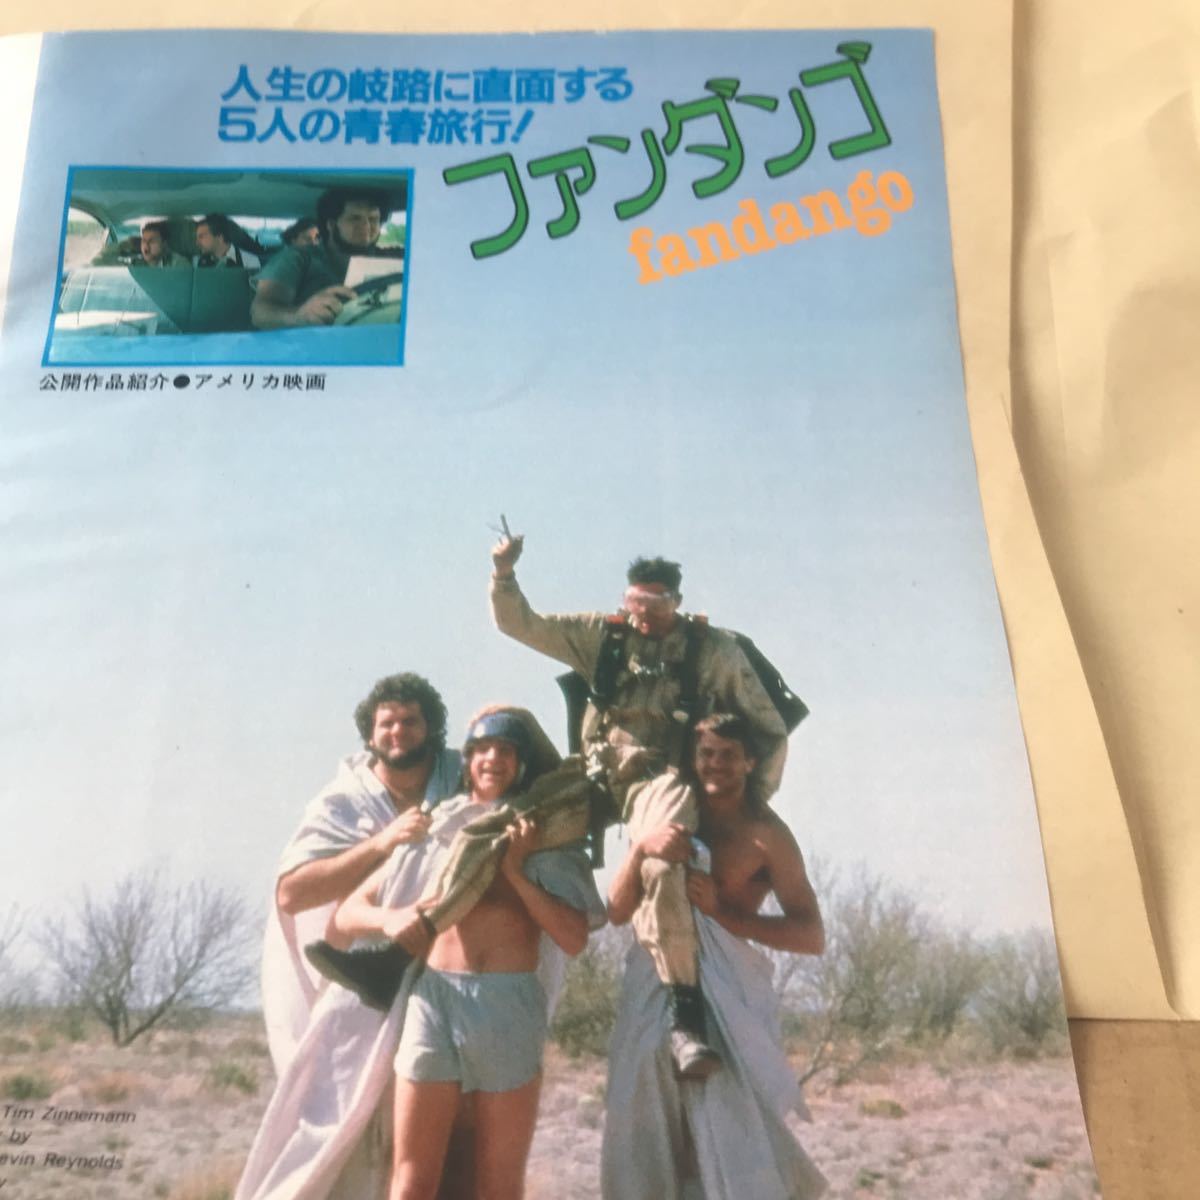 人生の岐路に直面する
5人の青春旅行!
ファンダンゴ
fandango
公開作品紹介●アメリカ映画
Tim Zinnemann
by
evin Reynolds